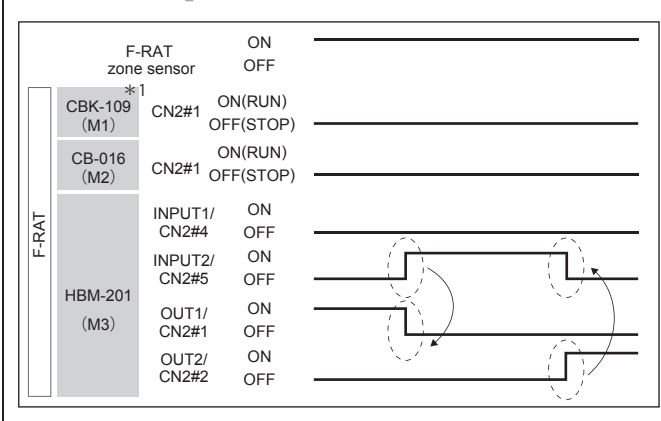 F-RAT
zone sensor
ON
OFF
F-RAT
CBK-109
(M1)
*1
CN2#1
ON(RUN)
OFF(STOP)
CB-016
(M2)
CN2#1
ON(RUN)
OFF(STOP)
HBM-201
(M3)
INPUT1/
CN2#4
ON
OFF
INPUT2/
CN2#5
ON
OFF
OUT1/
CN2#1
ON
OFF
OUT2/
CN2#2
ON
OFF